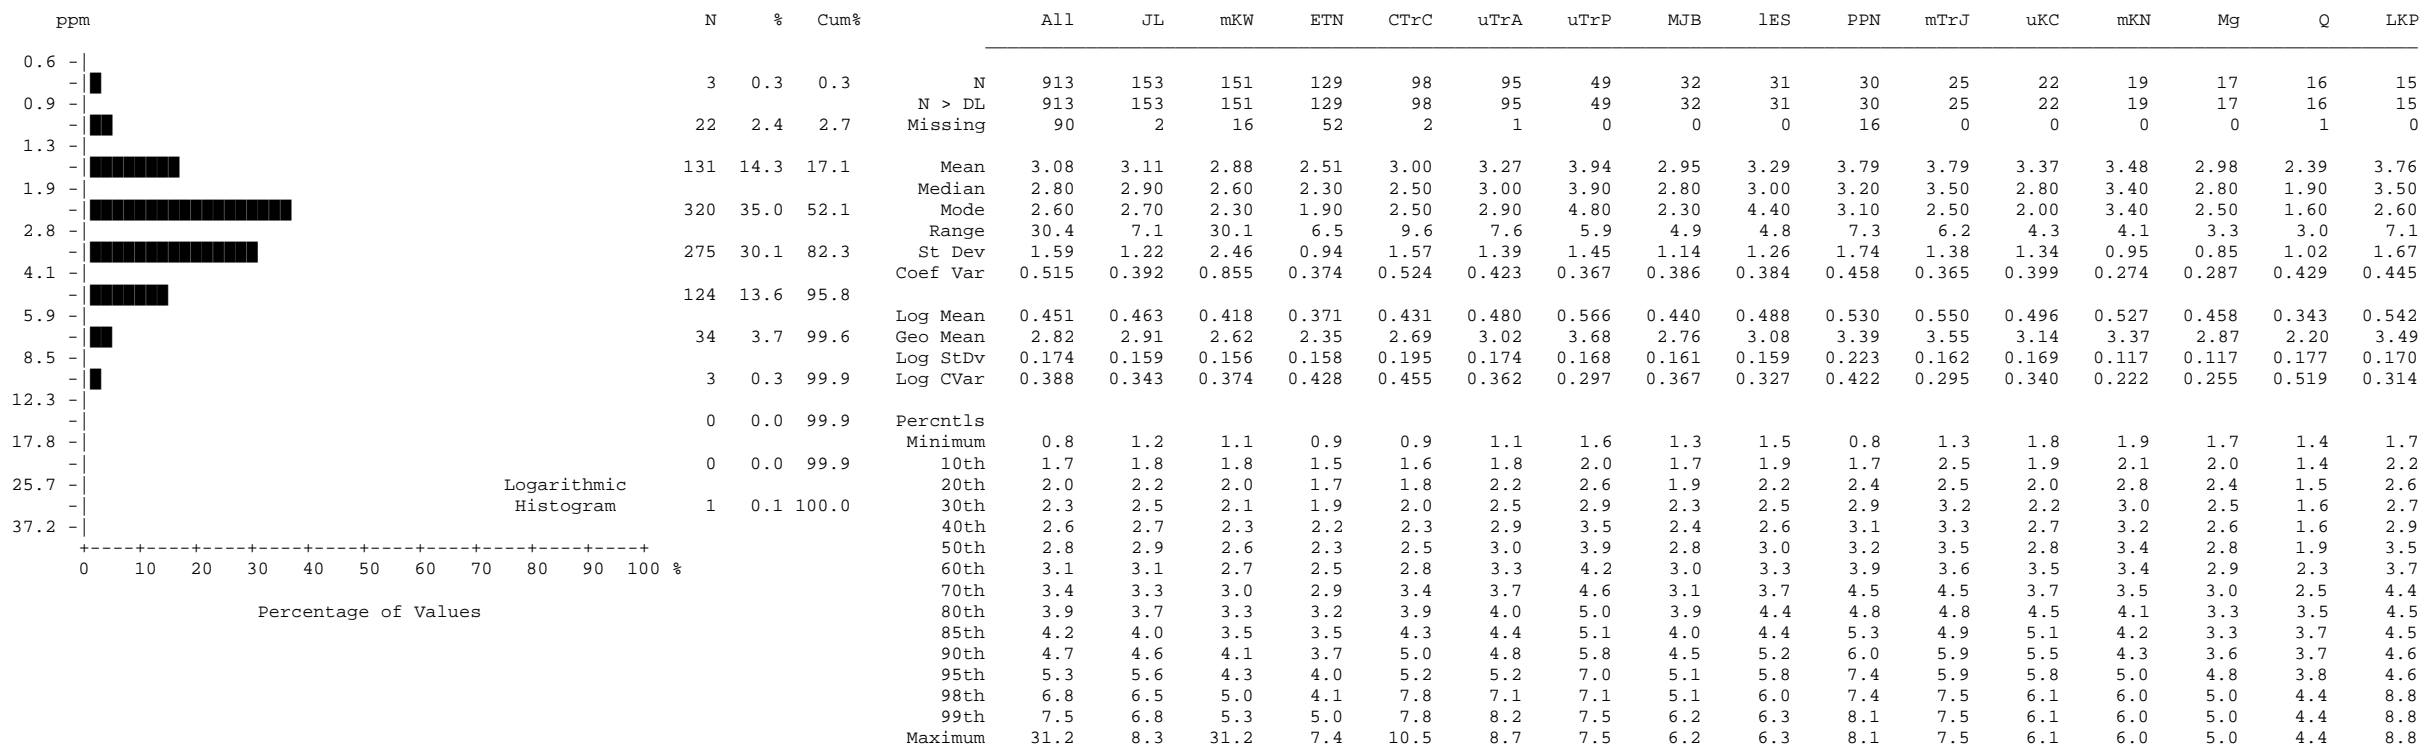 ppm N % Cum% All JL mKW ETN CTrC uTrA uTrP MJB lES PPN mTrJ uKC mKN Mg Q LKP
0.6 -|
-| 3 0.3 0.3 N 913 153 151 129 98 95 49 32 31 30 25 22 19 17 16 15
0.9 -| N > DL 913 153 151 129 98 95 49 32 31 30 25 22 19 17 16 15
-| 22 2.4 2.7 Missing 90 2 16 52 2 1 0 0 0 16 0 0 0 0 1 0
1.3 -|
-| 131 14.3 17.1 Mean 3.08 3.11 2.88 2.51 3.00 3.27 3.94 2.95 3.29 3.79 3.79 3.37 3.48 2.98 2.39 3.76
1.9 -| Median 2.80 2.90 2.60 2.30 2.50 3.00 3.90 2.80 3.00 3.20 3.50 2.80 3.40 2.80 1.90 3.50
-| 320 35.0 52.1 Mode 2.60 2.70 2.30 1.90 2.50 2.90 4.80 2.30 4.40 3.10 2.50 2.00 3.40 2.50 1.60 2.60
2.8 -| Range 30.4 7.1 30.1 6.5 9.6 7.6 5.9 4.9 4.8 7.3 6.2 4.3 4.1 3.3 3.0 7.1
-| 275 30.1 82.3 St Dev 1.59 1.22 2.46 0.94 1.57 1.39 1.45 1.14 1.26 1.74 1.38 1.34 0.95 0.85 1.02 1.67
4.1 -| Coef Var 0.515 0.392 0.855 0.374 0.524 0.423 0.367 0.386 0.384 0.458 0.365 0.399 0.274 0.287 0.429 0.445
-| 124 13.6 95.8
5.9 -| Log Mean 0.451 0.463 0.418 0.371 0.431 0.480 0.566 0.440 0.488 0.530 0.550 0.496 0.527 0.458 0.343 0.542
-| 34 3.7 99.6 Geo Mean 2.82 2.91 2.62 2.35 2.69 3.02 3.68 2.76 3.08 3.39 3.55 3.14 3.37 2.87 2.20 3.49
8.5 -| Log StDv 0.174 0.159 0.156 0.158 0.195 0.174 0.168 0.161 0.159 0.223 0.162 0.169 0.117 0.117 0.177 0.170
-| 3 0.3 99.9 Log CVar 0.388 0.343 0.374 0.428 0.455 0.362 0.297 0.367 0.327 0.422 0.295 0.340 0.222 0.255 0.519 0.314
12.3 -|
-| 0 0.0 99.9 Percntls
17.8 -| Minimum 0.8 1.2 1.1 0.9 0.9 1.1 1.6 1.3 1.5 0.8 1.3 1.8 1.9 1.7 1.4 1.7
-| 0 0.0 99.9 10th 1.7 1.8 1.8 1.5 1.6 1.8 2.0 1.7 1.9 1.7 2.5 1.9 2.1 2.0 1.4 2.2
25.7 -| Logarithmic 20th 2.0 2.2 2.0 1.7 1.8 2.2 2.6 1.9 2.2 2.4 2.5 2.0 2.8 2.4 1.5 2.6
-| Histogram 1 0.1 100.0 30th 2.3 2.5 2.1 1.9 2.0 2.5 2.9 2.3 2.5 2.9 3.2 2.2 3.0 2.5 1.6 2.7
37.2 -| 40th 2.6 2.7 2.3 2.2 2.3 2.9 3.5 2.4 2.6 3.1 3.3 2.7 3.2 2.6 1.6 2.9
+----+----+----+----+----+----+----+----+----+----+ 50th 2.8 2.9 2.6 2.3 2.5 3.0 3.9 2.8 3.0 3.2 3.5 2.8 3.4 2.8 1.9 3.5
0 10 20 30 40 50 60 70 80 90 100 % 60th 3.1 3.1 2.7 2.5 2.8 3.3 4.2 3.0 3.3 3.9 3.6 3.5 3.4 2.9 2.3 3.7
70th 3.4 3.3 3.0 2.9 3.4 3.7 4.6 3.1 3.7 4.5 4.5 3.7 3.5 3.0 2.5 4.4
Percentage of Values 80th 3.9 3.7 3.3 3.2 3.9 4.0 5.0 3.9 4.4 4.8 4.8 4.5 4.1 3.3 3.5 4.5
85th 4.2 4.0 3.5 3.5 4.3 4.4 5.1 4.0 4.4 5.3 4.9 5.1 4.2 3.3 3.7 4.5
90th 4.7 4.6 4.1 3.7 5.0 4.8 5.8 4.5 5.2 6.0 5.9 5.5 4.3 3.6 3.7 4.6
95th 5.3 5.6 4.3 4.0 5.2 5.2 7.0 5.1 5.8 7.4 5.9 5.8 5.0 4.8 3.8 4.6
98th 6.8 6.5 5.0 4.1 7.8 7.1 7.1 5.1 6.0 7.4 7.5 6.1 6.0 5.0 4.4 8.8
99th 7.5 6.8 5.3 5.0 7.8 8.2 7.5 6.2 6.3 8.1 7.5 6.1 6.0 5.0 4.4 8.8
Maximum 31.2 8.3 31.2 7.4 10.5 8.7 7.5 6.2 6.3 8.1 7.5 6.1 6.0 5.0 4.4 8.8